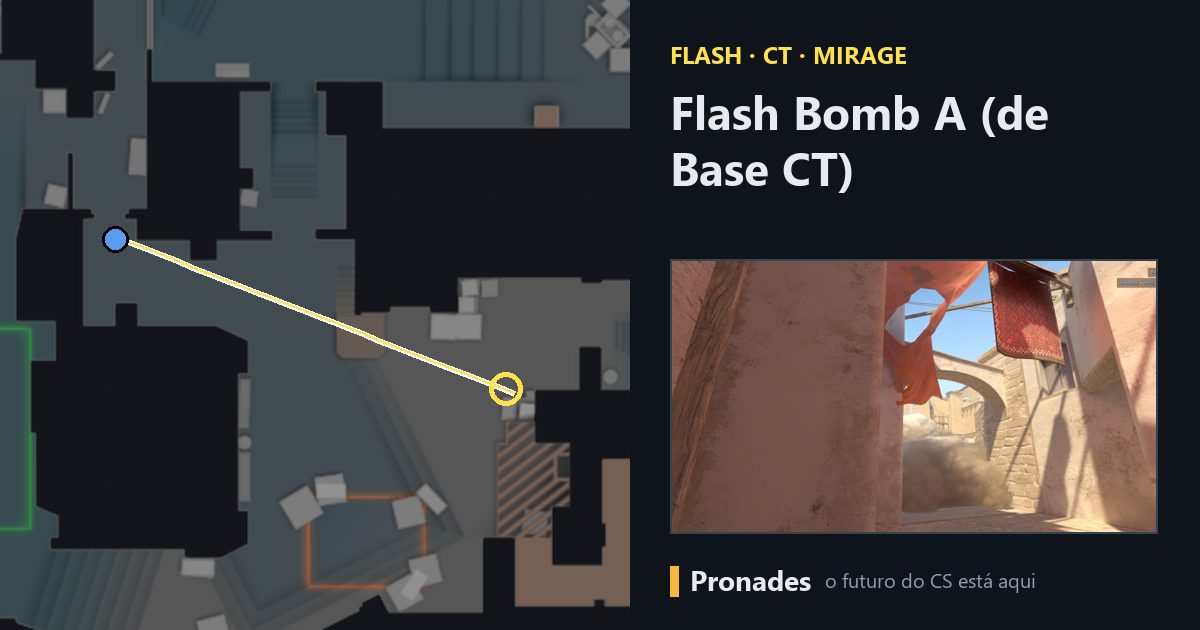 FLASH · CT · MIRAGE
Flash Bomb A (de
Base CT)
Pronades o futuro do CS está aqui